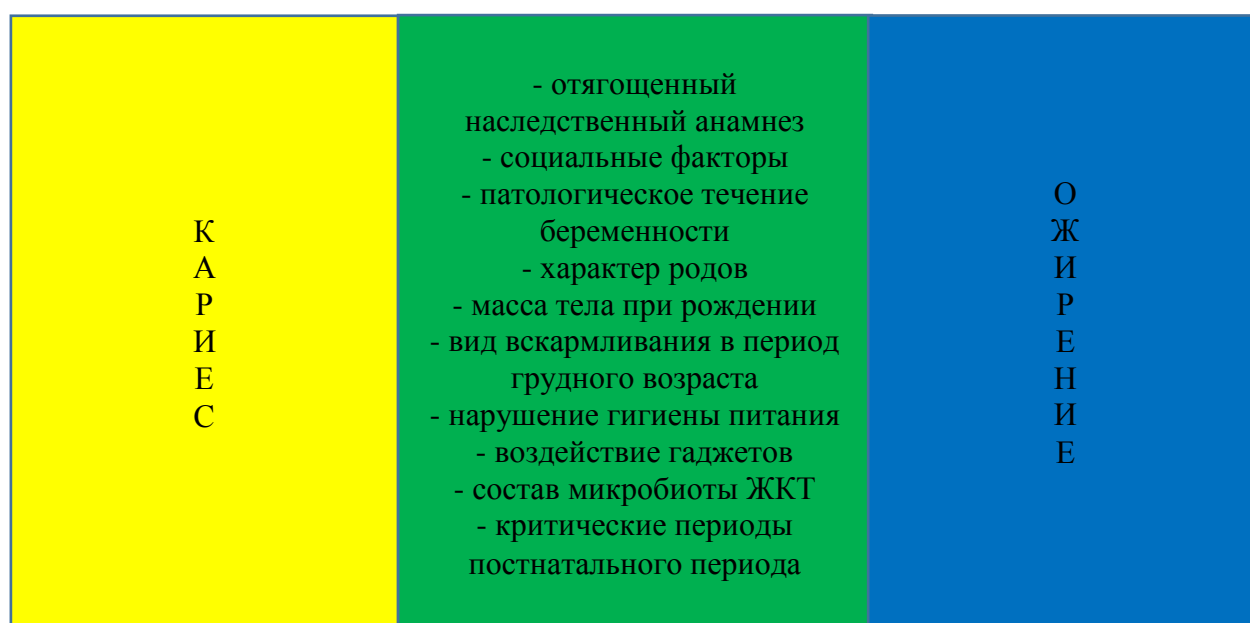 К
А
Р
И
Е
С
- отягощенный
наследственный анамнез
- социальные факторы
- патологическое течение
беременности
- характер родов
- масса тела при рождении
- вид вскармливания в период
грудного возраста
- нарушение гигиены питания
- воздействие гаджетов
- состав микробиоты ЖКТ
- критические периоды
постнатального периода
О
Ж
И
Р
Е
Н
И
Е